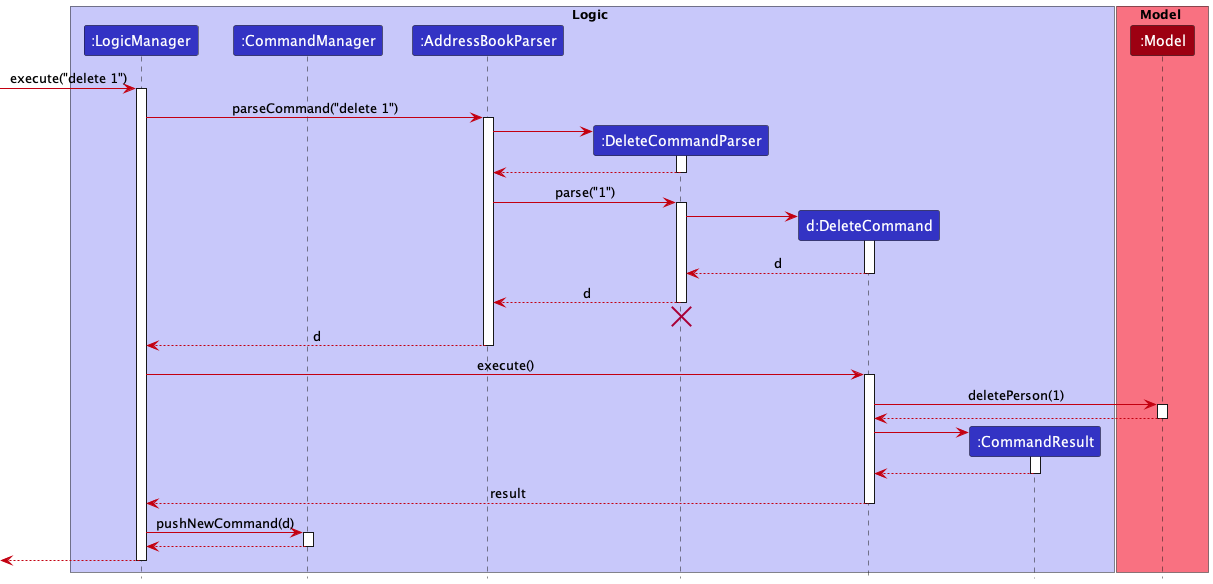 Logic
Model
:LogicManager
:CommandManager
:AddressBookParser
:Model
execute("delete 1")
parseCommand("delete 1")
:DeleteCommandParser
parse("1")
d:DeleteCommand
d
d
d
execute()
deletePerson(1)
:CommandResult
result
pushNewCommand(d)